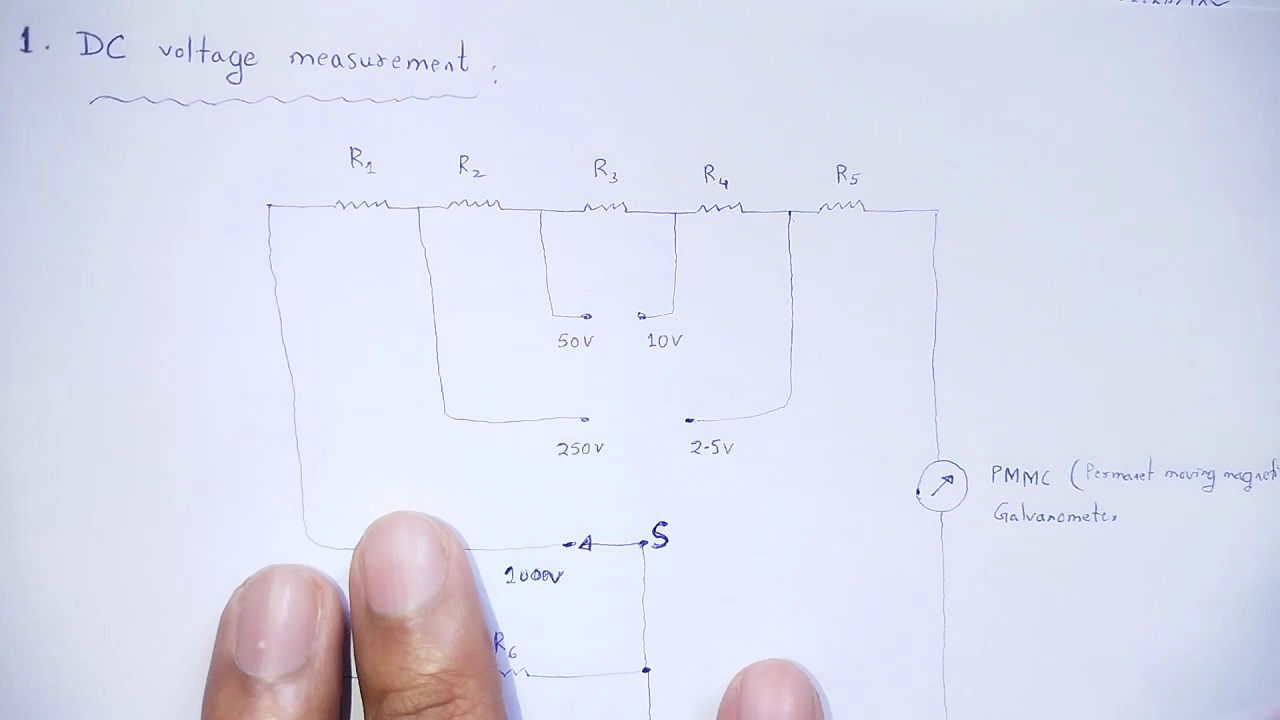 1. DC voltage measurement :
R1 R2 R3 R4 R5
50V 10V
250V 2-5V
PMMC (Permanet moving magnet
Galvanometer
S
1000V
R6